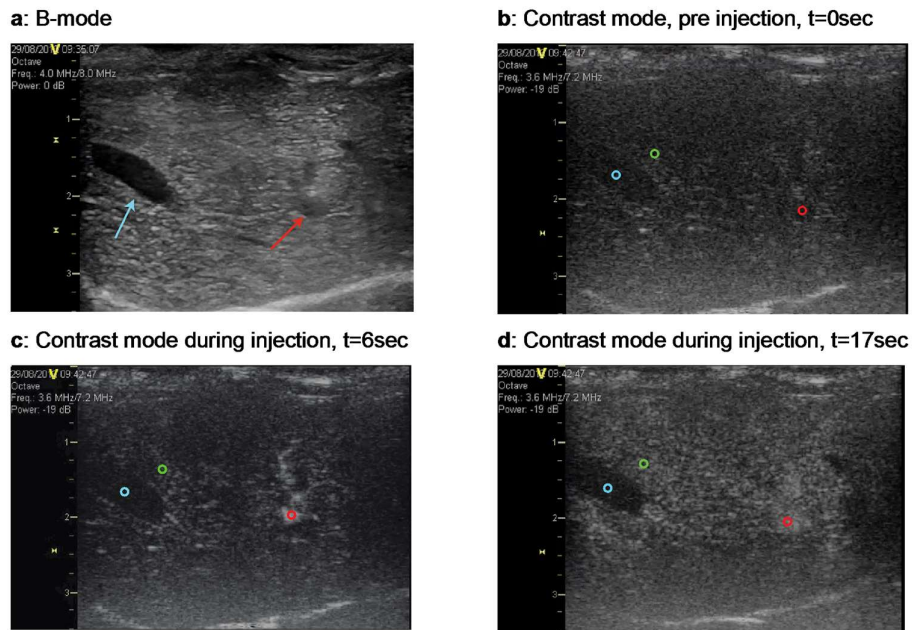 a: B-mode
b: Contrast mode, pre injection, t=0sec
V
29/08/20 09:35:07
Octave
Freq.: 4.0 MHz/8.0 MHz
Power: 0 dB
1
2
3
V
29/08/20 09:42:47
Octave
Freq.: 3.6 MHz/7.2 MHz
Power: -19 dB
1
2
3
c: Contrast mode during injection, t=6sec
d: Contrast mode during injection, t=17sec
V
29/08/20 09:42:47
Octave
Freq.: 3.6 MHz/7.2 MHz
Power: -19 dB
1
2
3
V
29/08/20 09:42:47
Octave
Freq.: 3.6 MHz/7.2 MHz
Power: -19 dB
1
2
3